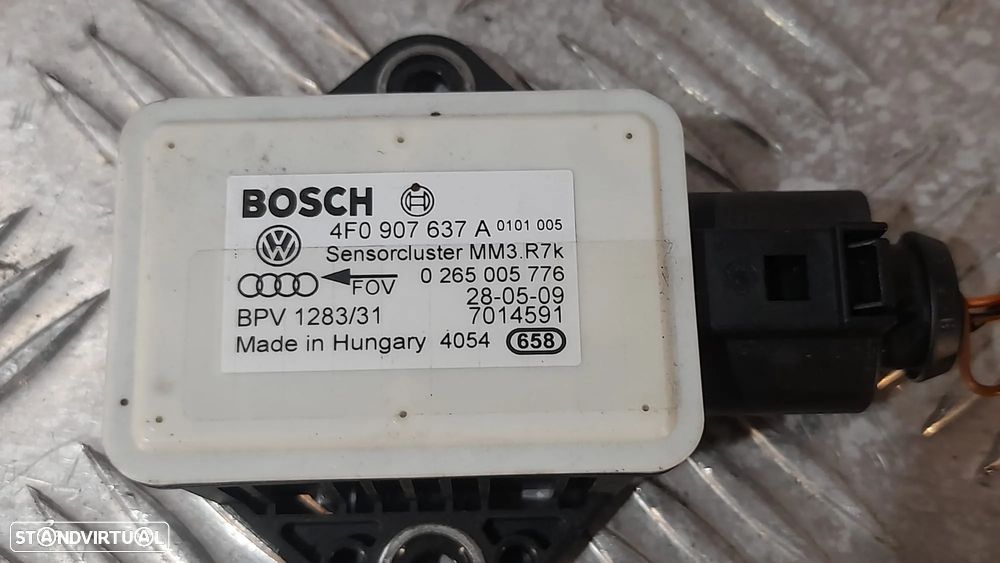 BOSCH
4F0 907 637 A 0101 005
Sensorcluster MM3.R7k
FOV 0 265 005 776
28-05-09
BPV 1283/31 7014591
Made in Hungary 4054 658
STANDVIRTUAL